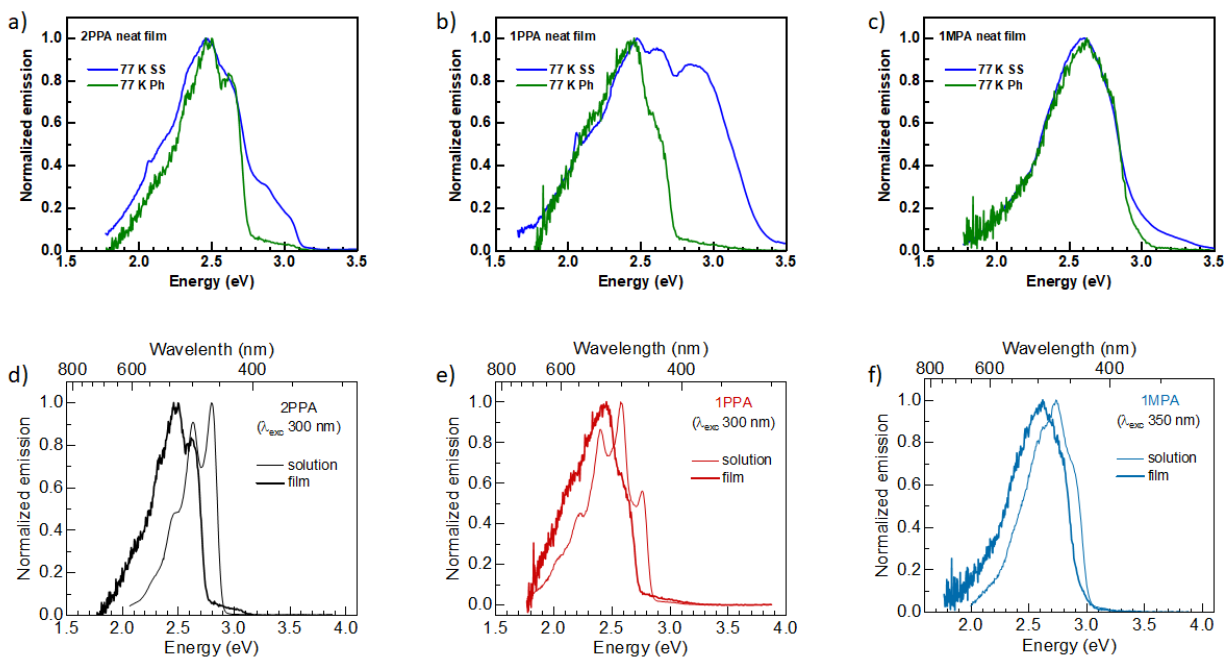 a)
2PPA neat film
77 K SS
77 K Ph
Normalized emission
1.0
0.8
0.6
0.4
0.2
0.0
1.5 2.0 2.5 3.0 3.5
Energy (eV)
b)
1PPA neat film
77 K SS
77 K Ph
Normalized emission
1.0
0.8
0.6
0.4
0.2
0.0
1.5 2.0 2.5 3.0 3.5
Energy (eV)
c)
1MPA neat film
77 K SS
77 K Ph
Normalized emission
1.0
0.8
0.6
0.4
0.2
0.0
1.5 2.0 2.5 3.0 3.5
Energy (eV)
d)
Wavelenth (nm)
800 600 400
2PPA
(λexc 300 nm)
solution
film
Normalized emission
1.0
0.8
0.6
0.4
0.2
0.0
2.0 2.5 3.0 3.5 4.0
Energy (eV)
e)
Wavelength (nm)
800 600 400
1PPA
(λexc 300 nm)
solution
film
Normalized emission
1.0
0.8
0.6
0.4
0.2
0.0
1.5 2.0 2.5 3.0 3.5 4.0
Energy (eV)
f)
Wavelength (nm)
800 600 400
1MPA
(λexc 350 nm)
solution
film
Normalized emission
1.0
0.8
0.6
0.4
0.2
0.0
2.0 2.5 3.0 3.5 4.0
Energy (eV)